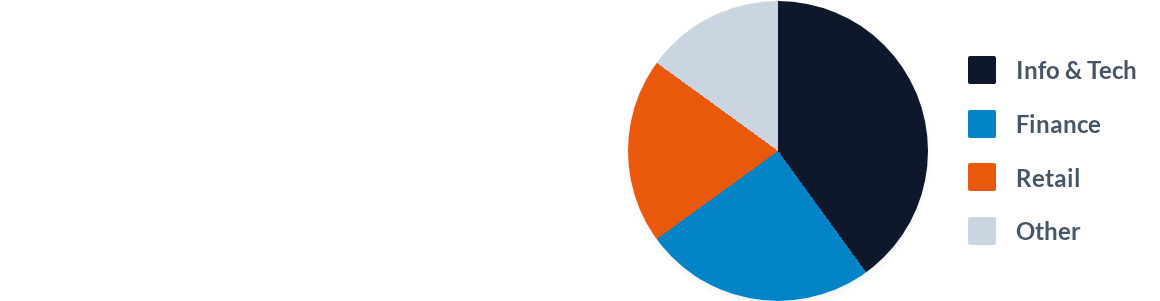 Info & Tech
Finance
Retail
Other